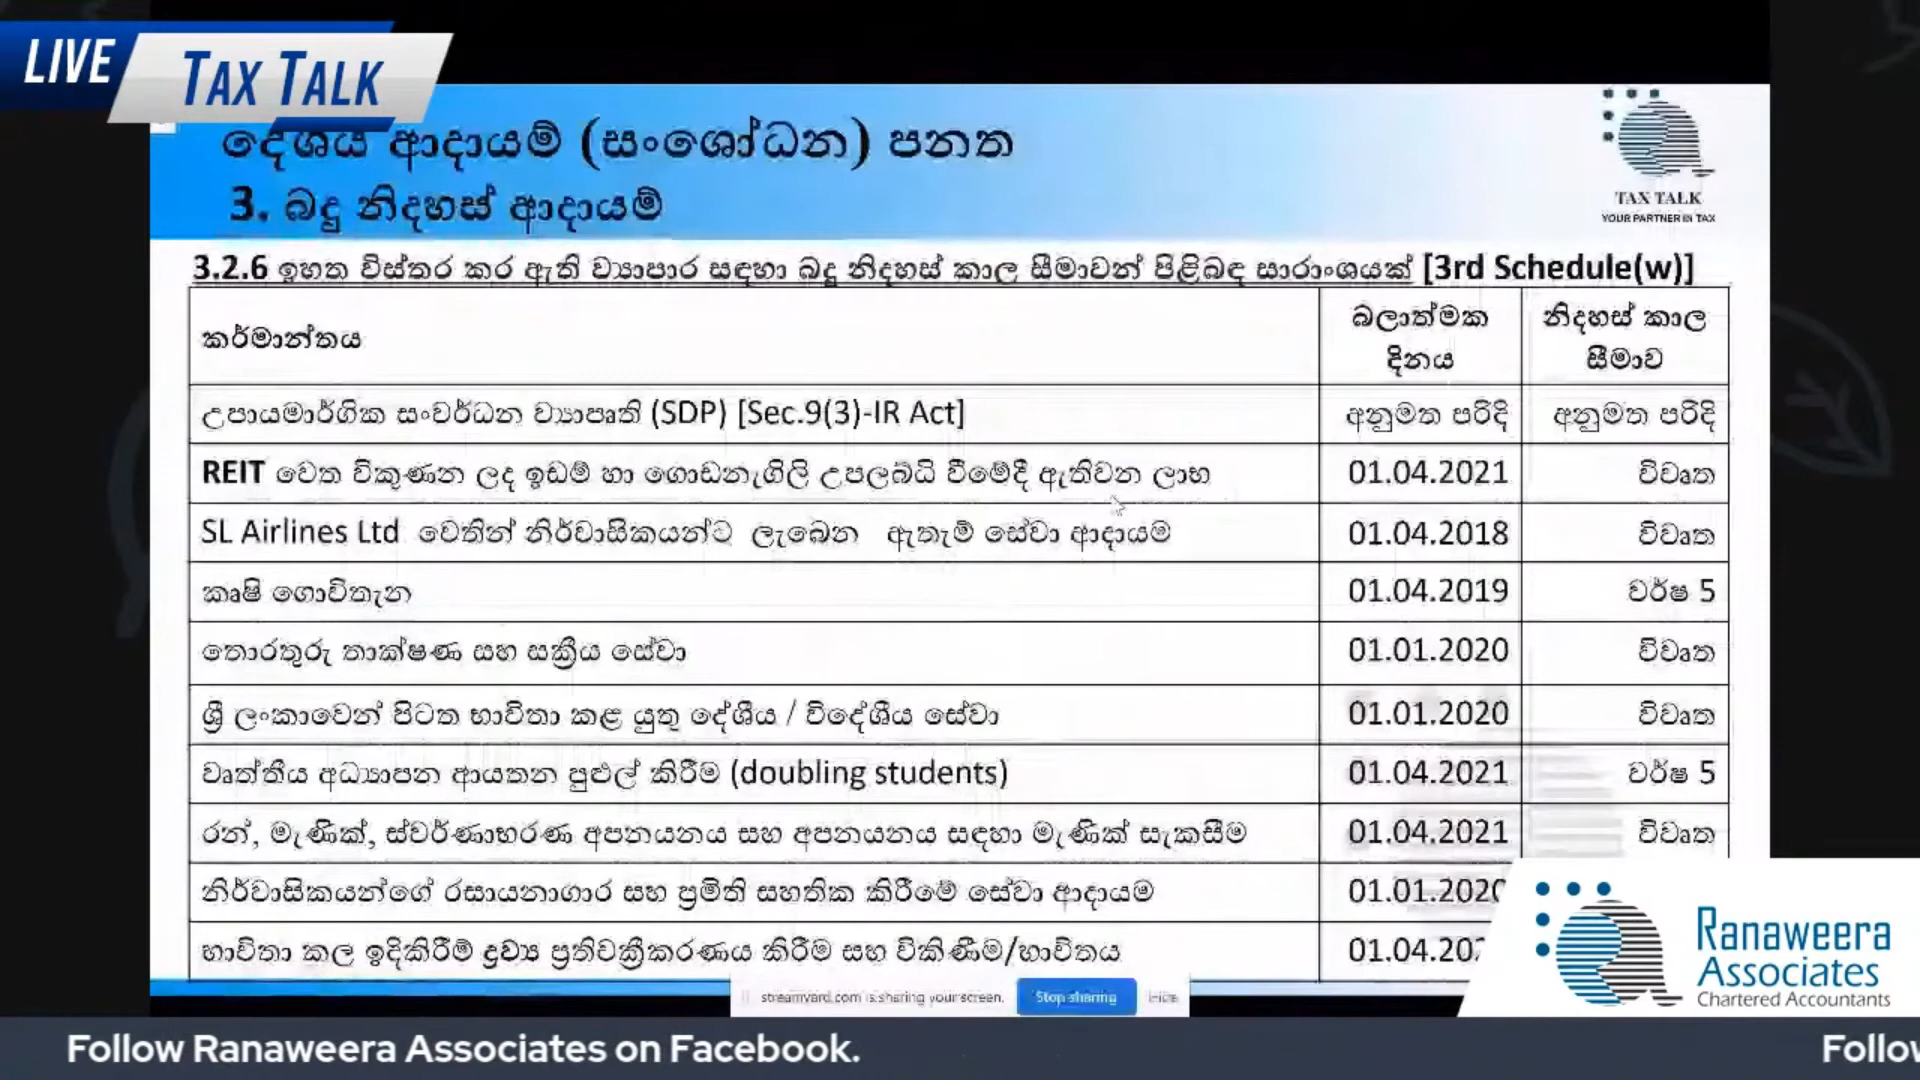 LIVE TAX TALK
දේශීය ආදායම් (සංශෝධන) පනත
3. බදු නිදහස් ආදායම්
TAX TALK
YOUR PARTNER IN TAX
3.2.6 ඉහත විස්තර කර ඇති ව්‍යාපාර සඳහා බදු නිදහස් කාල සීමාවන් පිළිබඳ සාරාංශයක් [3rd Schedule(w)]
කර්මාන්තය බලාත්මක දිනය නිදහස් කාල සීමාව
උපායමාර්ගික සංවර්ධන ව්‍යාපෘති (SDP) [Sec.9(3)-IR Act] අනුමත පරිදි අනුමත පරිදි
REIT වෙත විකුණන ලද ඉඩම් හා ගොඩනැගිලි උපලබ්ධි වීමේදී ඇතිවන ලාභ 01.04.2021 විවෘත
SL Airlines Ltd වෙතින් නිර්වාසිකයන්ට ලැබෙන ඇතැම් සේවා ආදායම 01.04.2018 විවෘත
කෘෂි ගොවිතැන 01.04.2019 වර්ෂ 5
තොරතුරු තාක්ෂණ සහ සක්‍රීය සේවා 01.01.2020 විවෘත
ශ්‍රී ලංකාවෙන් පිටත භාවිතා කළ යුතු දේශීය / විදේශීය සේවා 01.01.2020 විවෘත
වෘත්තීය අධ්‍යාපන ආයතන පුළුල් කිරීම (doubling students) 01.04.2021 වර්ෂ 5
රන්, මැණික්, ස්වර්ණාභරණ අපනයනය සහ අපනයනය සඳහා මැණික් සැකසීම 01.04.2021 විවෘත
නිර්වාසිකයන්ගේ රසායනාගාර සහ ප්‍රමිති සහතික කිරීමේ සේවා ආදායම 01.01.2020
භාවිතා කල ඉදිකිරීම් ද්‍රව්‍ය ප්‍රතිචක්‍රීකරණය කිරීම සහ විකිණීම/භාවිතය 01.04.20
streamyard.com is sharing your screen. Stop sharing Hide
Ranaweera
Associates
Chartered Accountants
Follow Ranaweera Associates on Facebook. Follow